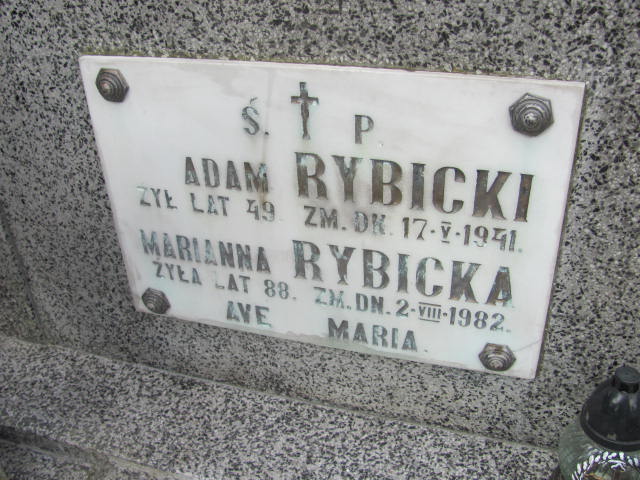 Ś. P
ADAM RYBICKI
ŻYŁ LAT 49. ZM. DN. 17-V-1941.
MARIANNA RYBICKA
ŻYŁA LAT 88. ZM. DN. 2-VIII-1982.
AVE MARIA